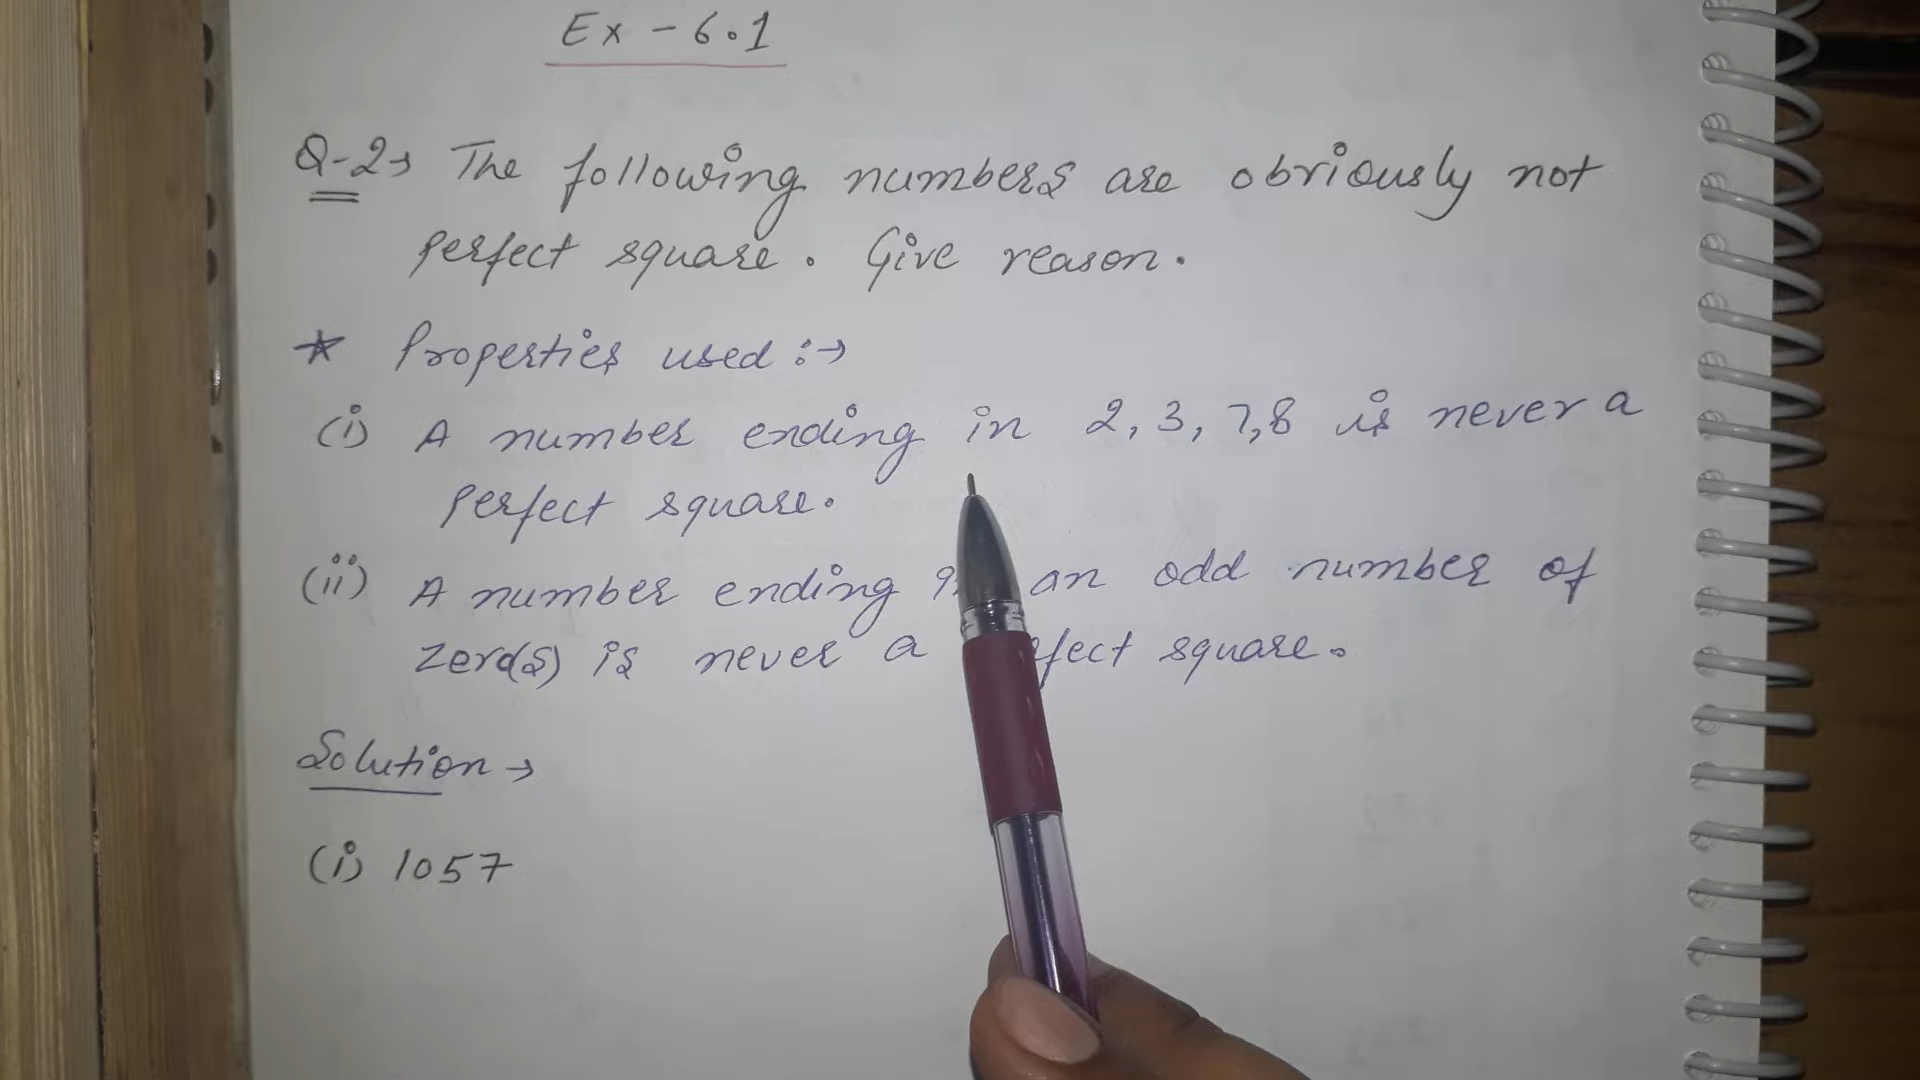 Ex - 6.1
Q-2→ The following numbers are obviously not
perfect square. Give reason.
* Properties used :→
(i) A number ending in 2, 3, 7, 8 is never a
perfect square.
(ii) A number ending an odd number of
zero(s) is never a square.
Solution →
(i) 1057